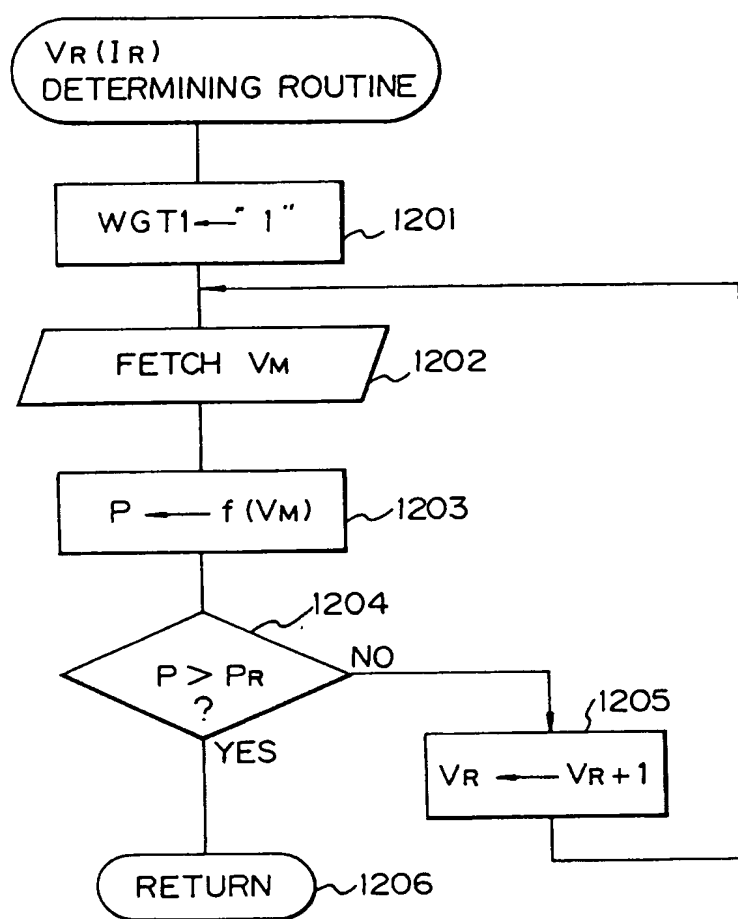 VR (IR)
DETERMINING ROUTINE
WGT1 ← "1"
1201
FETCH VM
1202
P ← f (VM)
1203
1204
P > PR
?
NO
YES
1205
VR ← VR+1
RETURN
1206